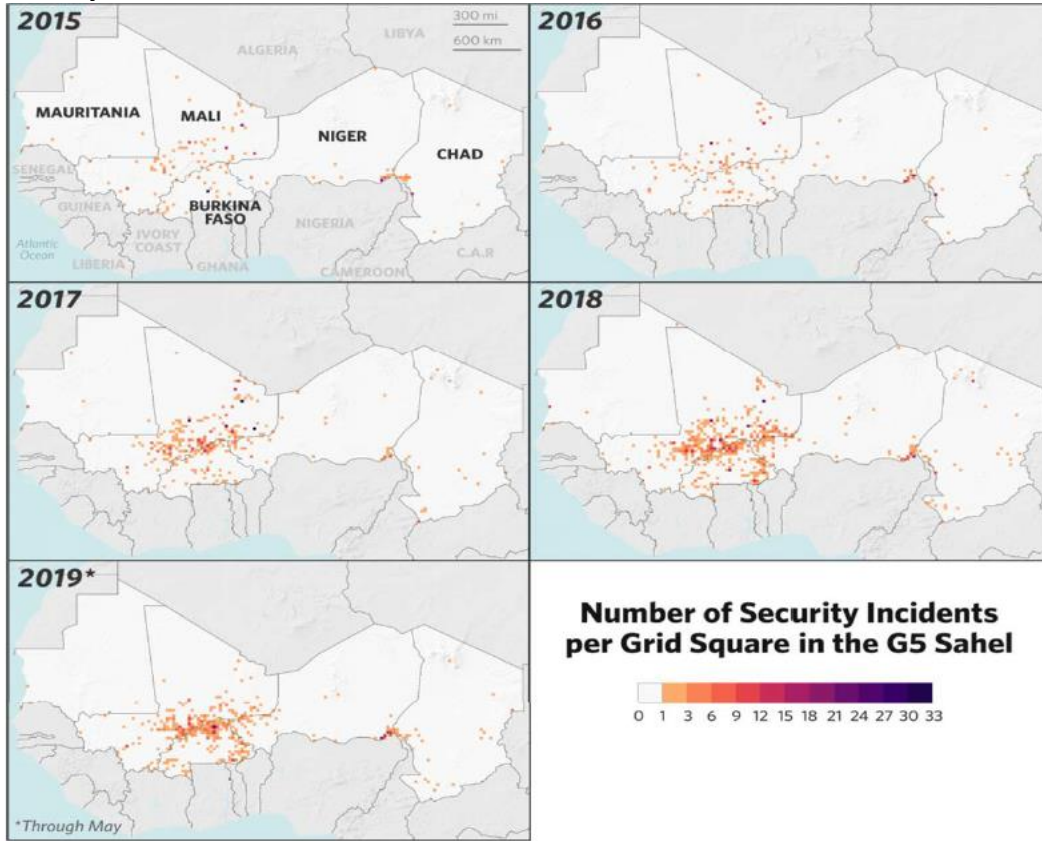 2015
300 mi
600 km
ALGERIA
LIBYA
MAURITANIA
MALI
NIGER
CHAD
SENEGAL
GUINEA
BURKINA
FASO
NIGERIA
IVORY
COAST
Atlantic
Ocean
LIBERIA
GHANA
CAMEROON
C.A.R
2016
2017
2018
2019*
*Through May
Number of Security Incidents
per Grid Square in the G5 Sahel
0 1 3 6 9 12 15 18 21 24 27 30 33